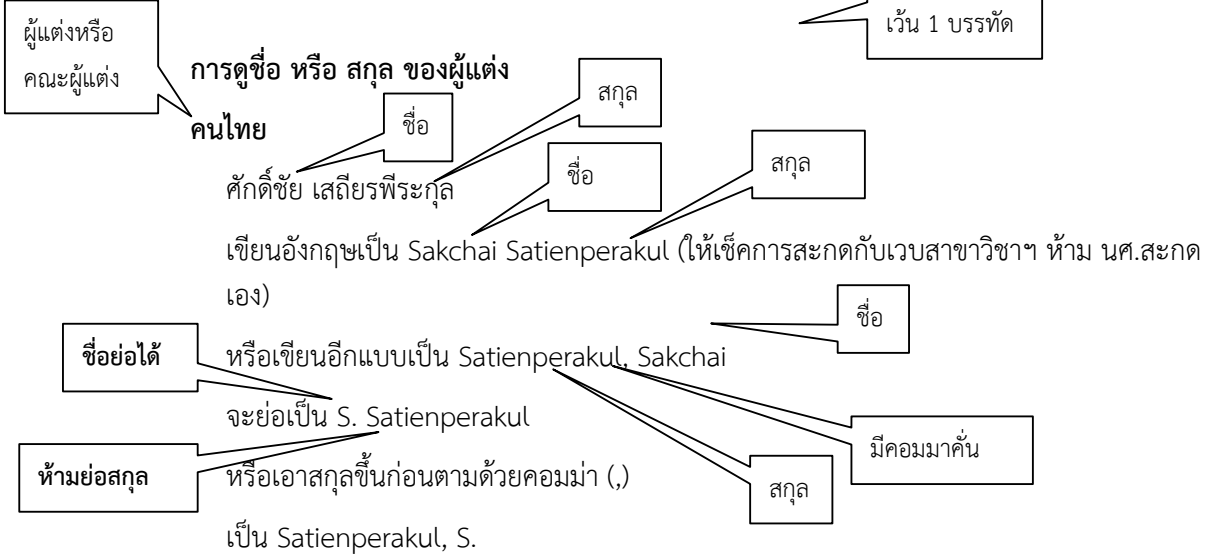 เว้น 1 บรรทัด
ผู้แต่งหรือ
คณะผู้แต่ง
การดูชื่อ หรือ สกุล ของผู้แต่ง
สกุล
ชื่อ
คนไทย
ชื่อ
สกุล
ศักดิ์ชัย เสถียรพีระกุล
เขียนอังกฤษเป็น Sakchai Satienperakul (ให้เช็คการสะกดกับเวบสาขาวิชาฯ ห้าม นศ.สะกด
เอง)
ชื่อ
ชื่อย่อได้
หรือเขียนอีกแบบเป็น Satienperakul, Sakchai
จะย่อเป็น S. Satienperakul
มีคอมมาคั่น
ห้ามย่อสกุล
หรือเอาสกุลขึ้นก่อนตามด้วยคอมม่า (,)
สกุล
เป็น Satienperakul, S.